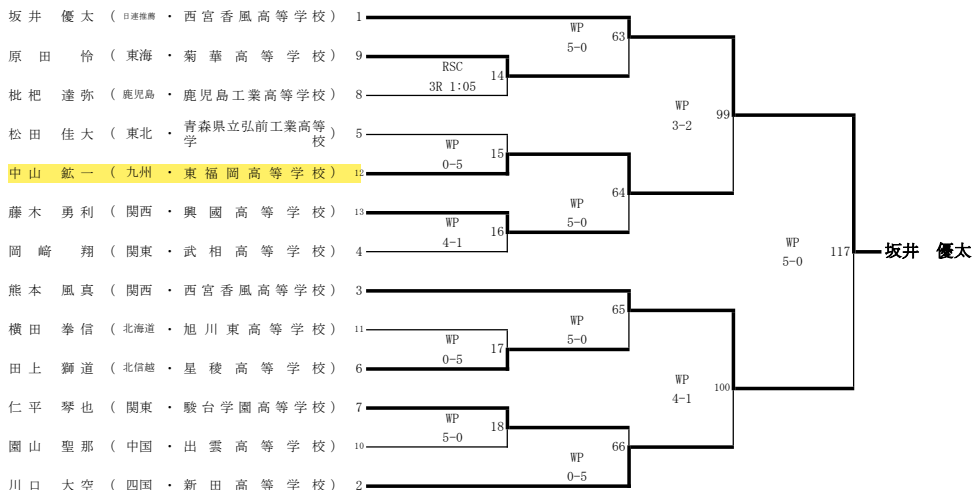 坂井 優太 (日連推薦・西宮香風高等学校) 1
原田 怜 (東海・菊華高等学校) 9
枇杷 達弥 (鹿児島・鹿児島工業高等学校) 8
松田 佳大 (東北・青森県立弘前工業高等学校) 5
中山 鉱一 (九州・東福岡高等学校) 12
藤木 勇利 (関西・興國高等学校) 13
岡﨑 翔 (関東・武相高等学校) 4
熊本 風真 (関西・西宮香風高等学校) 3
横田 拳信 (北海道・旭川東高等学校) 11
田上 獅道 (北信越・星稜高等学校) 6
仁平 琴也 (関東・駿台学園高等学校) 7
園山 聖那 (中国・出雲高等学校) 10
川口 大空 (四国・新田高等学校) 2
RSC
3R 1:05
14
WP
0-5
15
WP
4-1
16
WP
0-5
17
WP
5-0
18
WP
5-0
63
WP
5-0
64
WP
5-0
65
WP
0-5
66
WP
3-2
99
WP
4-1
100
WP
5-0
117
坂井 優太